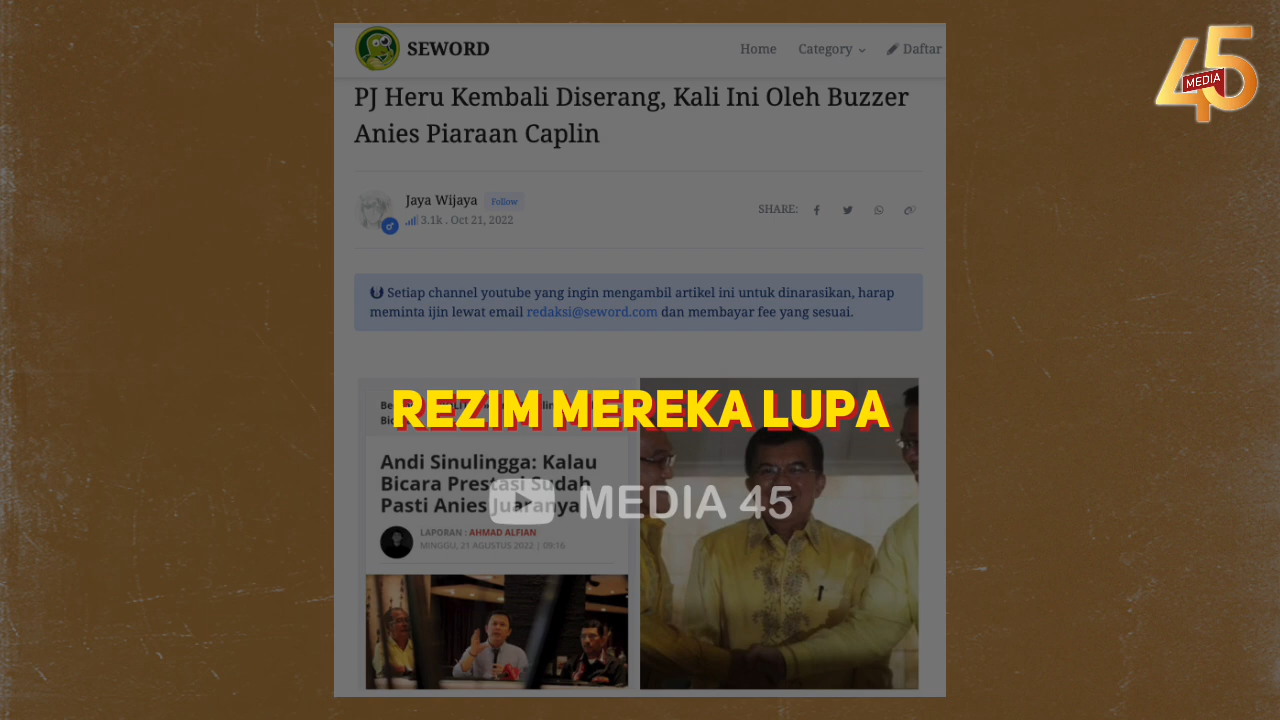 SEWORD
Home Category Daftar
45
MEDIA
PJ Heru Kembali Diserang, Kali Ini Oleh Buzzer
Anies Piaraan Caplin
Jaya Wijaya Follow
3.1k . Oct 21, 2022
SHARE:
Setiap channel youtube yang ingin mengambil artikel ini untuk dinarasikan, harap
meminta ijin lewat email redaksi@seword.com dan membayar fee yang sesuai.
REZIM MEREKA LUPA
Andi Sinulingga: Kalau
Bicara Prestasi Sudah
Pasti Anies Juaranya
MEDIA 45
LAPORAN : AHMAD ALFIAN
MINGGU, 21 AGUSTUS 2022 | 09:16